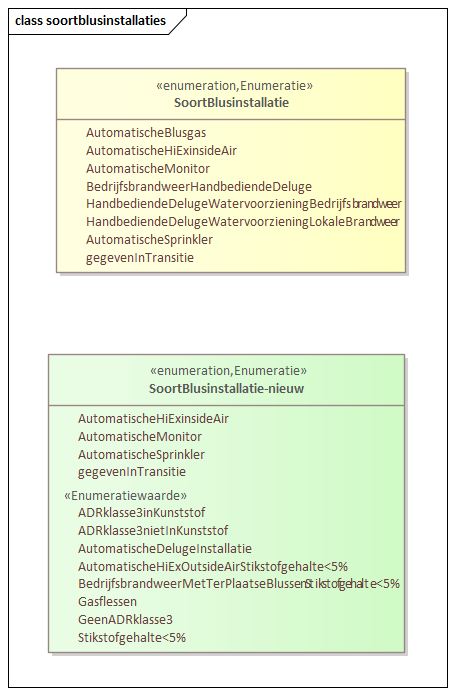 class soortblusinstallaties
«enumeration,Enumeratie»
SoortBlusinstallatie
AutomatischeBlusgas
AutomatischeHiExinsideAir
AutomatischeMonitor
BedrijfsbrandweerHandbediendeDeluge
HandbediendeDelugeWatervoorzieningBedrijfsbrandweer
HandbediendeDelugeWatervoorzieningLokaleBrandweer
AutomatischeSprinkler
gegevenInTransitie
«enumeration,Enumeratie»
SoortBlusinstallatie-nieuw
AutomatischeHiExinsideAir
AutomatischeMonitor
AutomatischeSprinkler
gegevenInTransitie
«Enumeratiewaarde»
ADRklasse3inKunststof
ADRklasse3nietInKunststof
AutomatischeDelugeInstallatie
AutomatischeHiExOutsideAirStikstofgehalte<5%
BedrijfsbrandweerMetTerPlaatseBlussenStikstofgehalte<5%
Gasflessen
GeenADRklasse3
Stikstofgehalte<5%